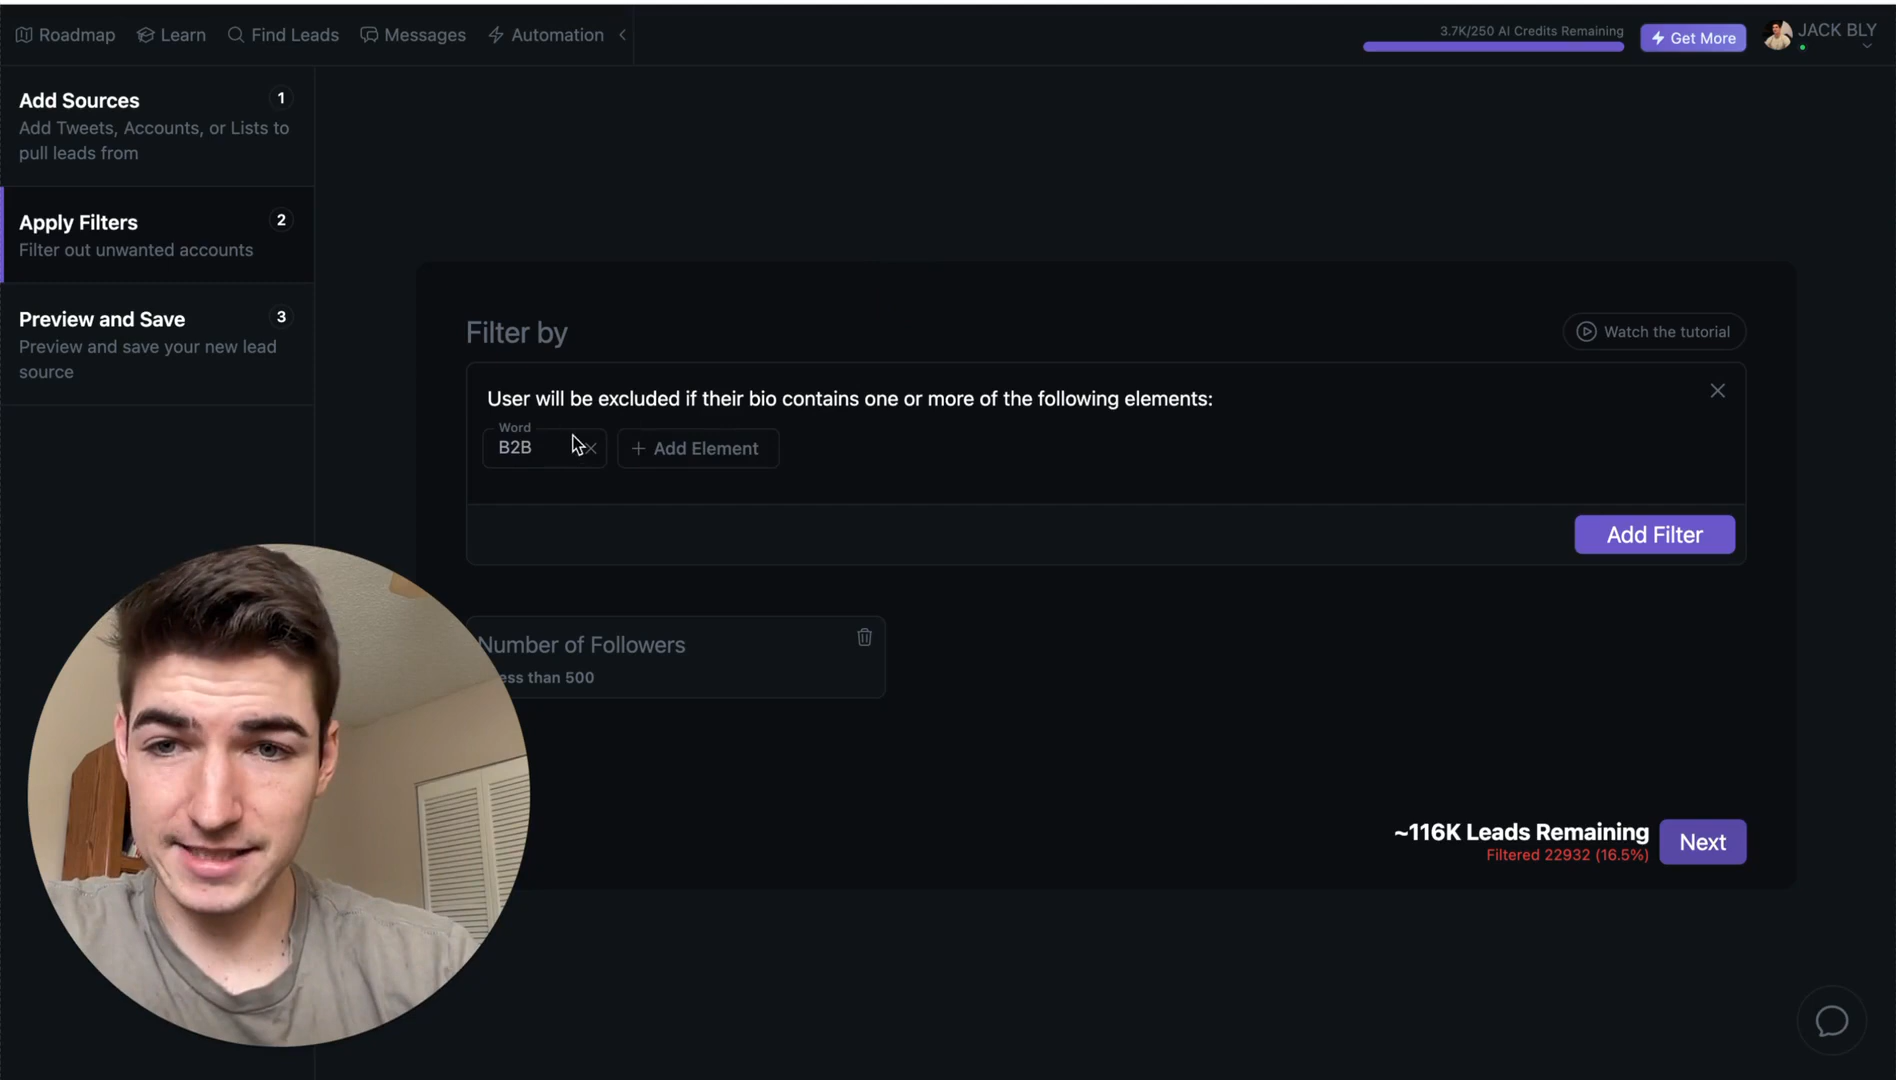 Roadmap
Learn
Find Leads
Messages
Automation
3.7K/250 AI Credits Remaining
Get More
JACK BLY
Add Sources
1
Add Tweets, Accounts, or Lists to
pull leads from
Apply Filters
2
Filter out unwanted accounts
Preview and Save
3
Preview and save your new lead
source
Filter by
Watch the tutorial
User will be excluded if their bio contains one or more of the following elements:
Word
B2B
Add Element
Add Filter
Number of Followers
ess than 500
~116K Leads Remaining
Filtered 22932 (16.5%)
Next